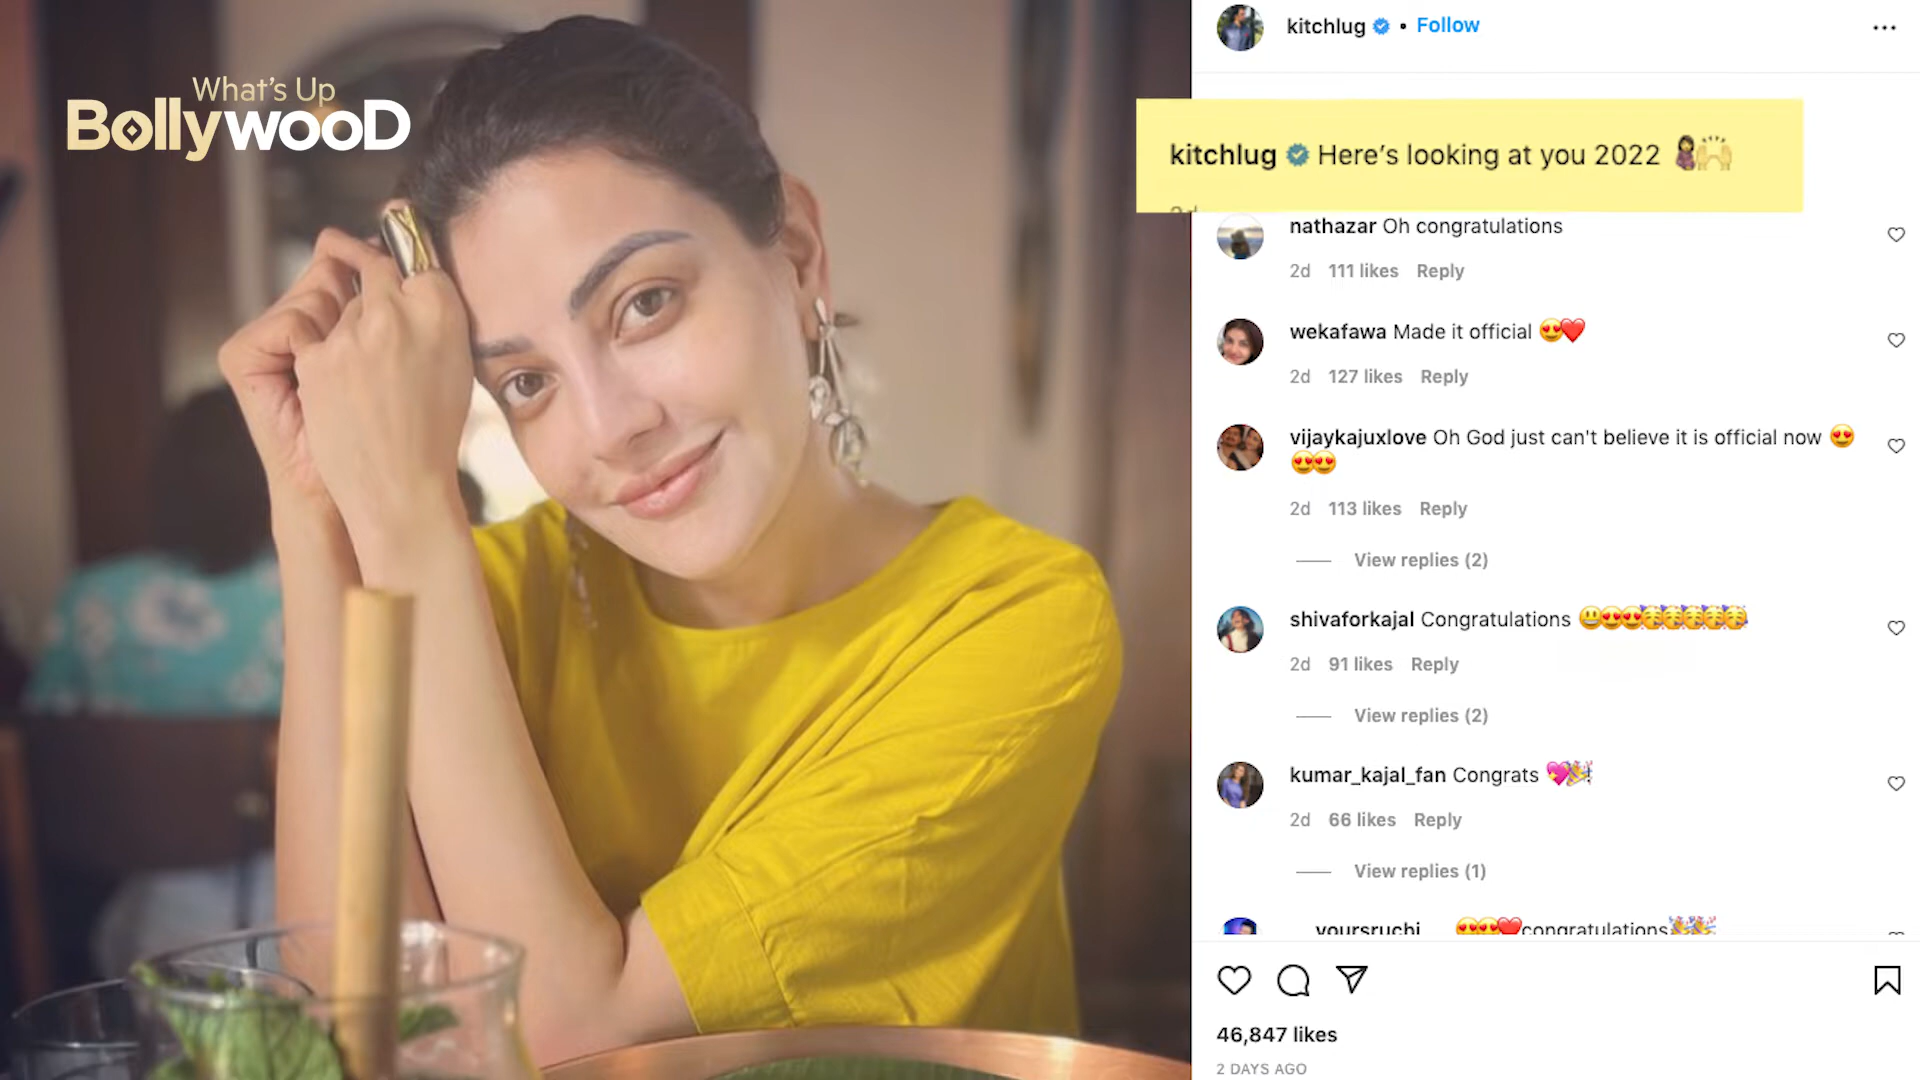 What's Up
BollywooD
kitchlug • Follow
kitchlug Here's looking at you 2022
2d
nathazar Oh congratulations
2d 111 likes Reply
wekafawa Made it official 😍❤️
2d 127 likes Reply
vijaykajuxlove Oh God just can't believe it is official now 😍
😍😍
2d 113 likes Reply
View replies (2)
shivaforkajal Congratulations 😃😍😍🥳🥳🥳🥳🥳
2d 91 likes Reply
View replies (2)
kumar_kajal_fan Congrats 💖🎉
2d 66 likes Reply
View replies (1)
yoursruchi 😍😍❤️congratulations🎉🎉
46,847 likes
2 DAYS AGO